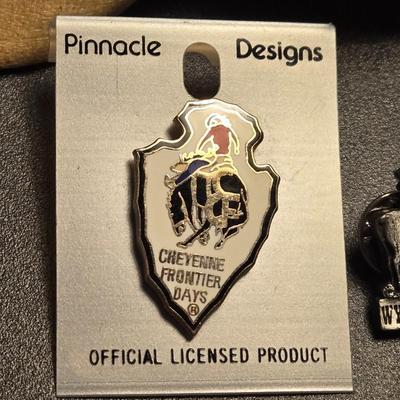 Pinnacle Designs
CHEYENNE
FRONTIER
DAYS ®
OFFICIAL LICENSED PRODUCT